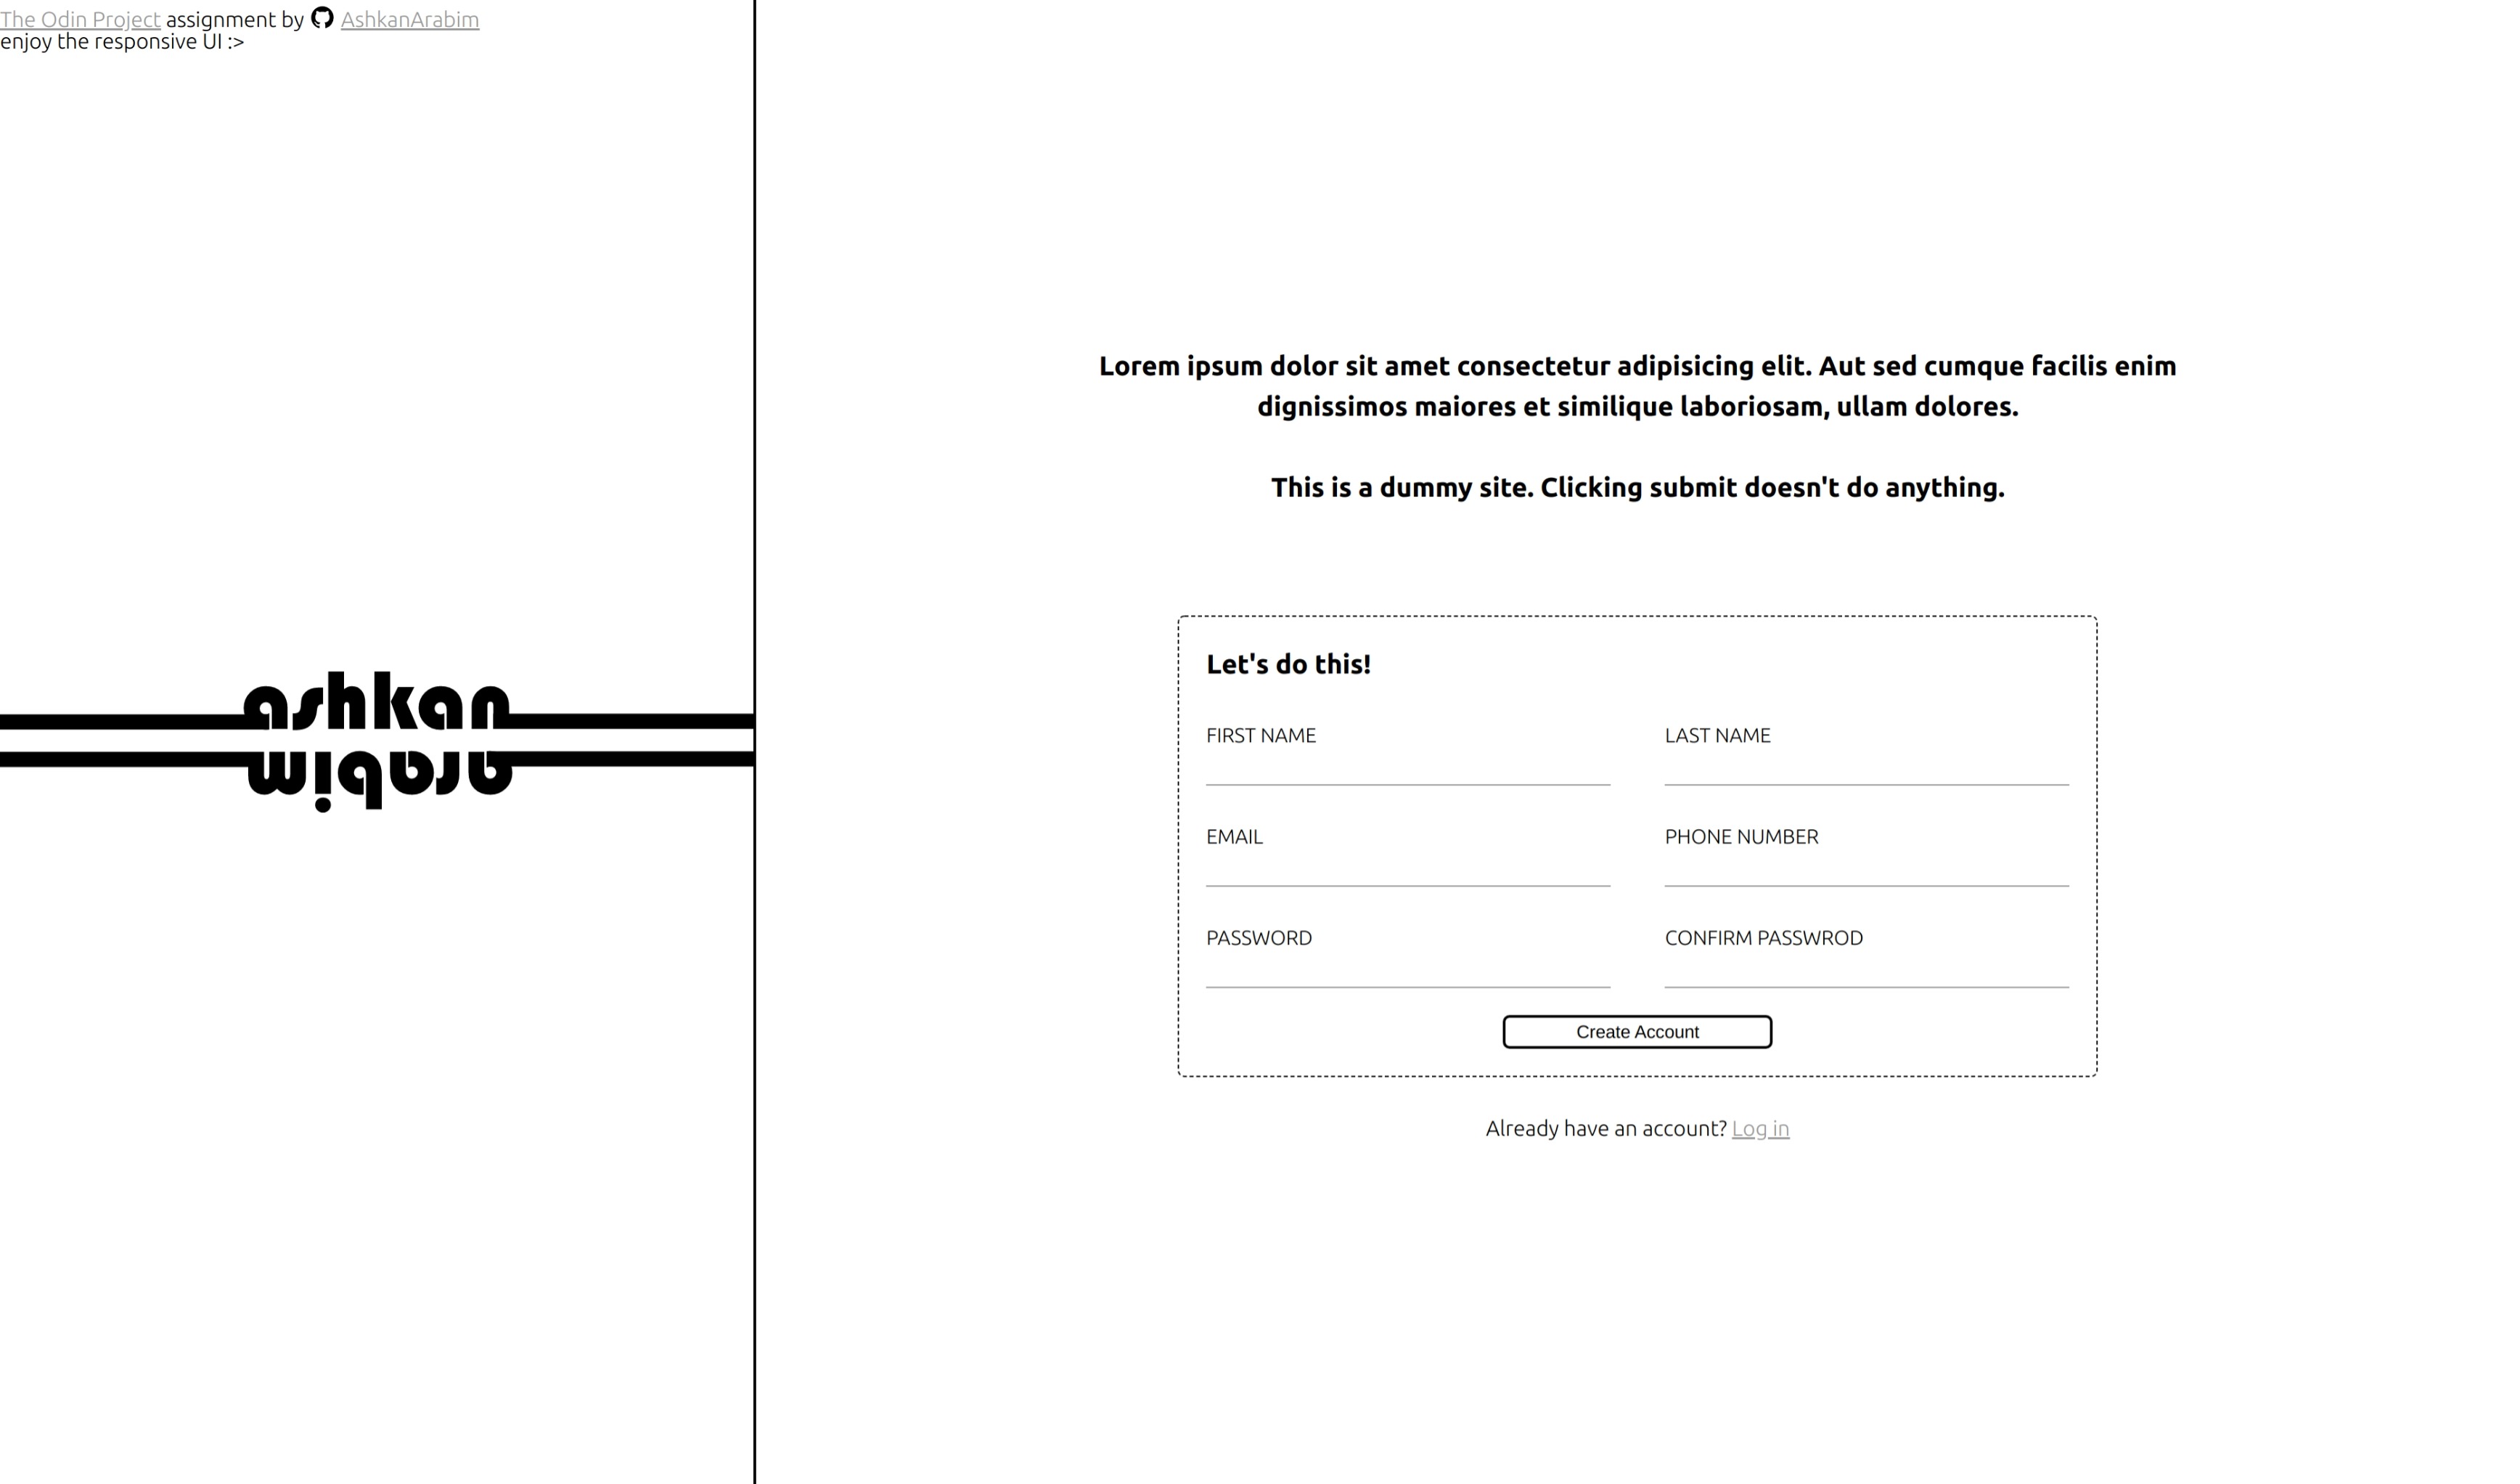 The Odin Project assignment by AshkanArabim
enjoy the responsive UI :>
ashkan
arabim
Lorem ipsum dolor sit amet consectetur adipisicing elit. Aut sed cumque facilis enim
dignissimos maiores et similique laboriosam, ullam dolores.
This is a dummy site. Clicking submit doesn't do anything.
Let's do this!
FIRST NAME
LAST NAME
EMAIL
PHONE NUMBER
PASSWORD
CONFIRM PASSWROD
Create Account
Already have an account? Log in